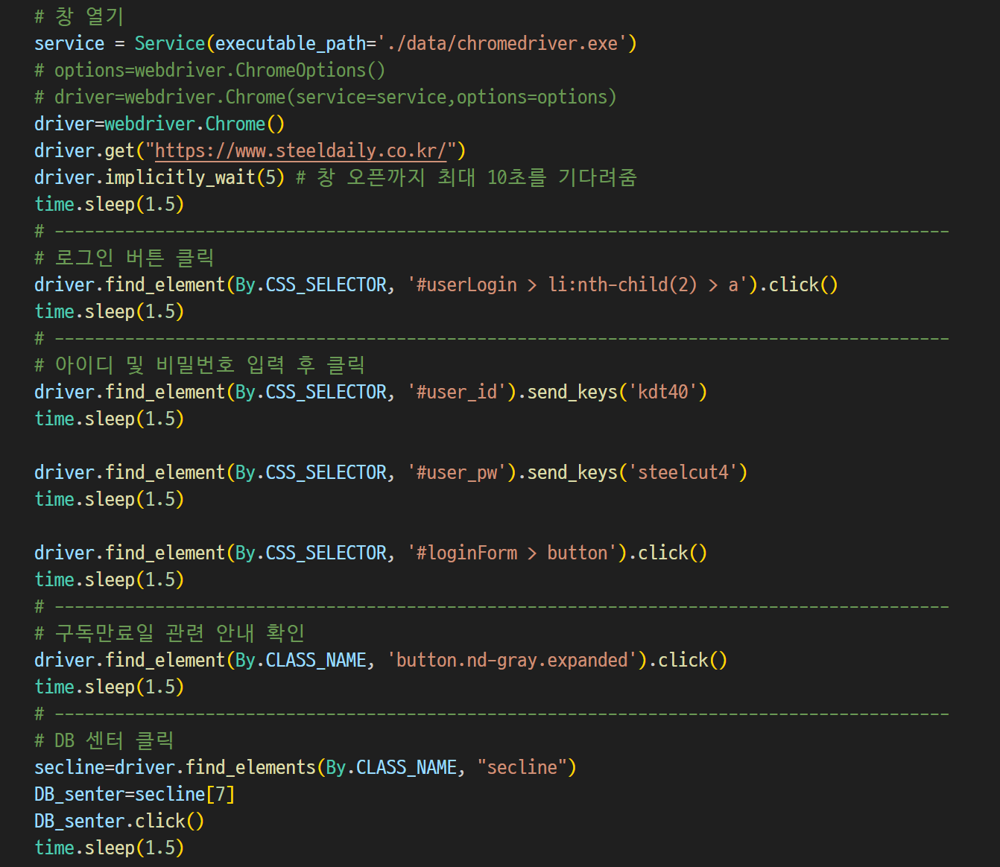 # 창 열기
service = Service(executable_path='./data/chromedriver.exe')
# options=webdriver.ChromeOptions()
# driver=webdriver.Chrome(service=service,options=options)
driver=webdriver.Chrome()
driver.get("https://www.steeldaily.co.kr/")
driver.implicitly_wait(5) # 창 오픈까지 최대 10초를 기다려줌
time.sleep(1.5)
# -----------------------------------------------------------------------------------------
# 로그인 버튼 클릭
driver.find_element(By.CSS_SELECTOR, '#userLogin > li:nth-child(2) > a').click()
time.sleep(1.5)
# -----------------------------------------------------------------------------------------
# 아이디 및 비밀번호 입력 후 클릭
driver.find_element(By.CSS_SELECTOR, '#user_id').send_keys('kdt40')
time.sleep(1.5)
driver.find_element(By.CSS_SELECTOR, '#user_pw').send_keys('steelcut4')
time.sleep(1.5)
driver.find_element(By.CSS_SELECTOR, '#loginForm > button').click()
time.sleep(1.5)
# -----------------------------------------------------------------------------------------
# 구독만료일 관련 안내 확인
driver.find_element(By.CLASS_NAME, 'button.nd-gray.expanded').click()
time.sleep(1.5)
# -----------------------------------------------------------------------------------------
# DB 센터 클릭
secline=driver.find_elements(By.CLASS_NAME, "secline")
DB_senter=secline[7]
DB_senter.click()
time.sleep(1.5)